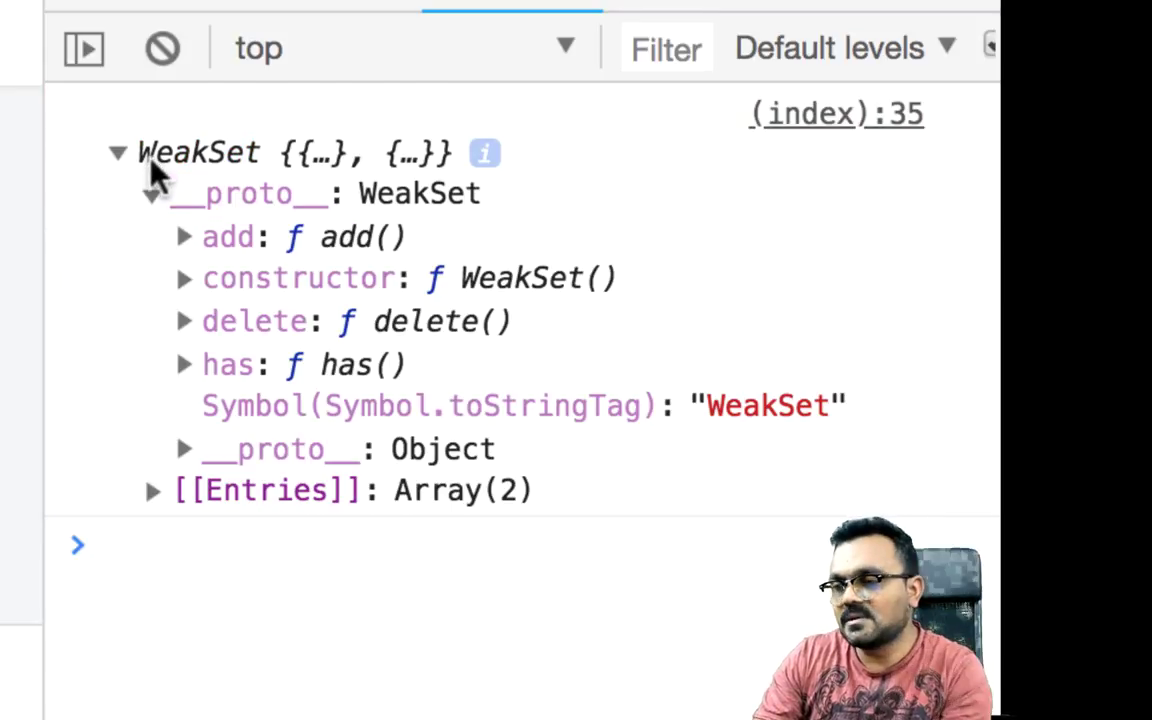 top Filter Default levels
(index):35
WeakSet {{…}, {…}} i
__proto__: WeakSet
add: ƒ add()
constructor: ƒ WeakSet()
delete: ƒ delete()
has: ƒ has()
Symbol(Symbol.toStringTag): "WeakSet"
__proto__: Object
[[Entries]]: Array(2)